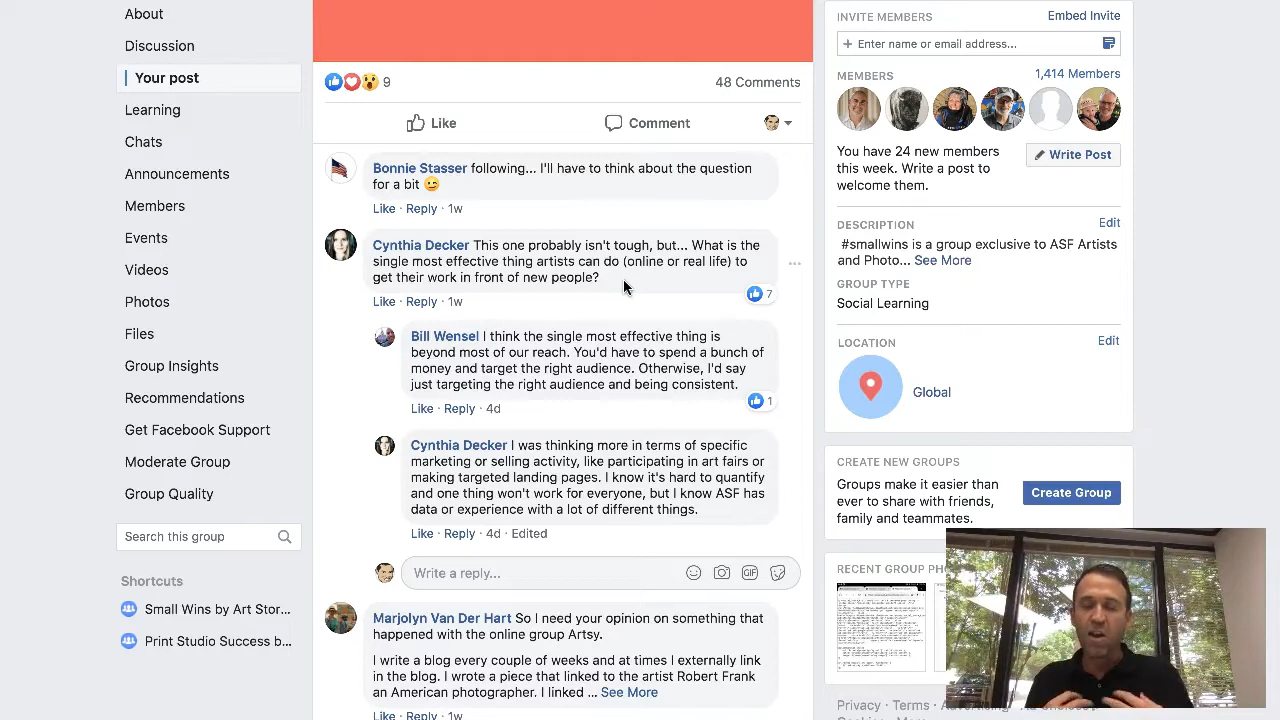 About
Discussion
Your post
Learning
Chats
Announcements
Members
Events
Videos
Photos
Files
Group Insights
Recommendations
Get Facebook Support
Moderate Group
Group Quality
Search this group
Shortcuts
Small Wins by Art Stor...
Print Studio Success b...
9
48 Comments
Like
Comment
Bonnie Stasser following... I'll have to think about the question
for a bit 😉
Like · Reply · 1w
Cynthia Decker This one probably isn't tough, but... What is the
single most effective thing artists can do (online or real life) to
get their work in front of new people?
7
Like · Reply · 1w
Bill Wensel I think the single most effective thing is
beyond most of our reach. You'd have to spend a bunch of
money and target the right audience. Otherwise, I'd say
just targeting the right audience and being consistent.
1
Like · Reply · 4d
Cynthia Decker I was thinking more in terms of specific
marketing or selling activity, like participating in art fairs or
making targeted landing pages. I know it's hard to quantify
and one thing won't work for everyone, but I know ASF has
data or experience with a lot of different things.
Like · Reply · 4d · Edited
Write a reply...
GIF
Marjolyn Van Der Hart So I need your opinion on something that
happened with the online group Artsy.
I write a blog every couple of weeks and at times I externally link
in the blog. I wrote a piece that linked to the artist Robert Frank
an American photographer. I linked ... See More
Like · Reply · 1w
INVITE MEMBERS
Embed Invite
+ Enter name or email address...
MEMBERS
1,414 Members
You have 24 new members
this week. Write a post to
welcome them.
Write Post
DESCRIPTION
Edit
#smallwins is a group exclusive to ASF Artists
and Photo... See More
GROUP TYPE
Social Learning
LOCATION
Edit
Global
CREATE NEW GROUPS
Groups make it easier than
ever to share with friends,
family and teammates.
Create Group
RECENT GROUP PH
Privacy · Terms · Advertising